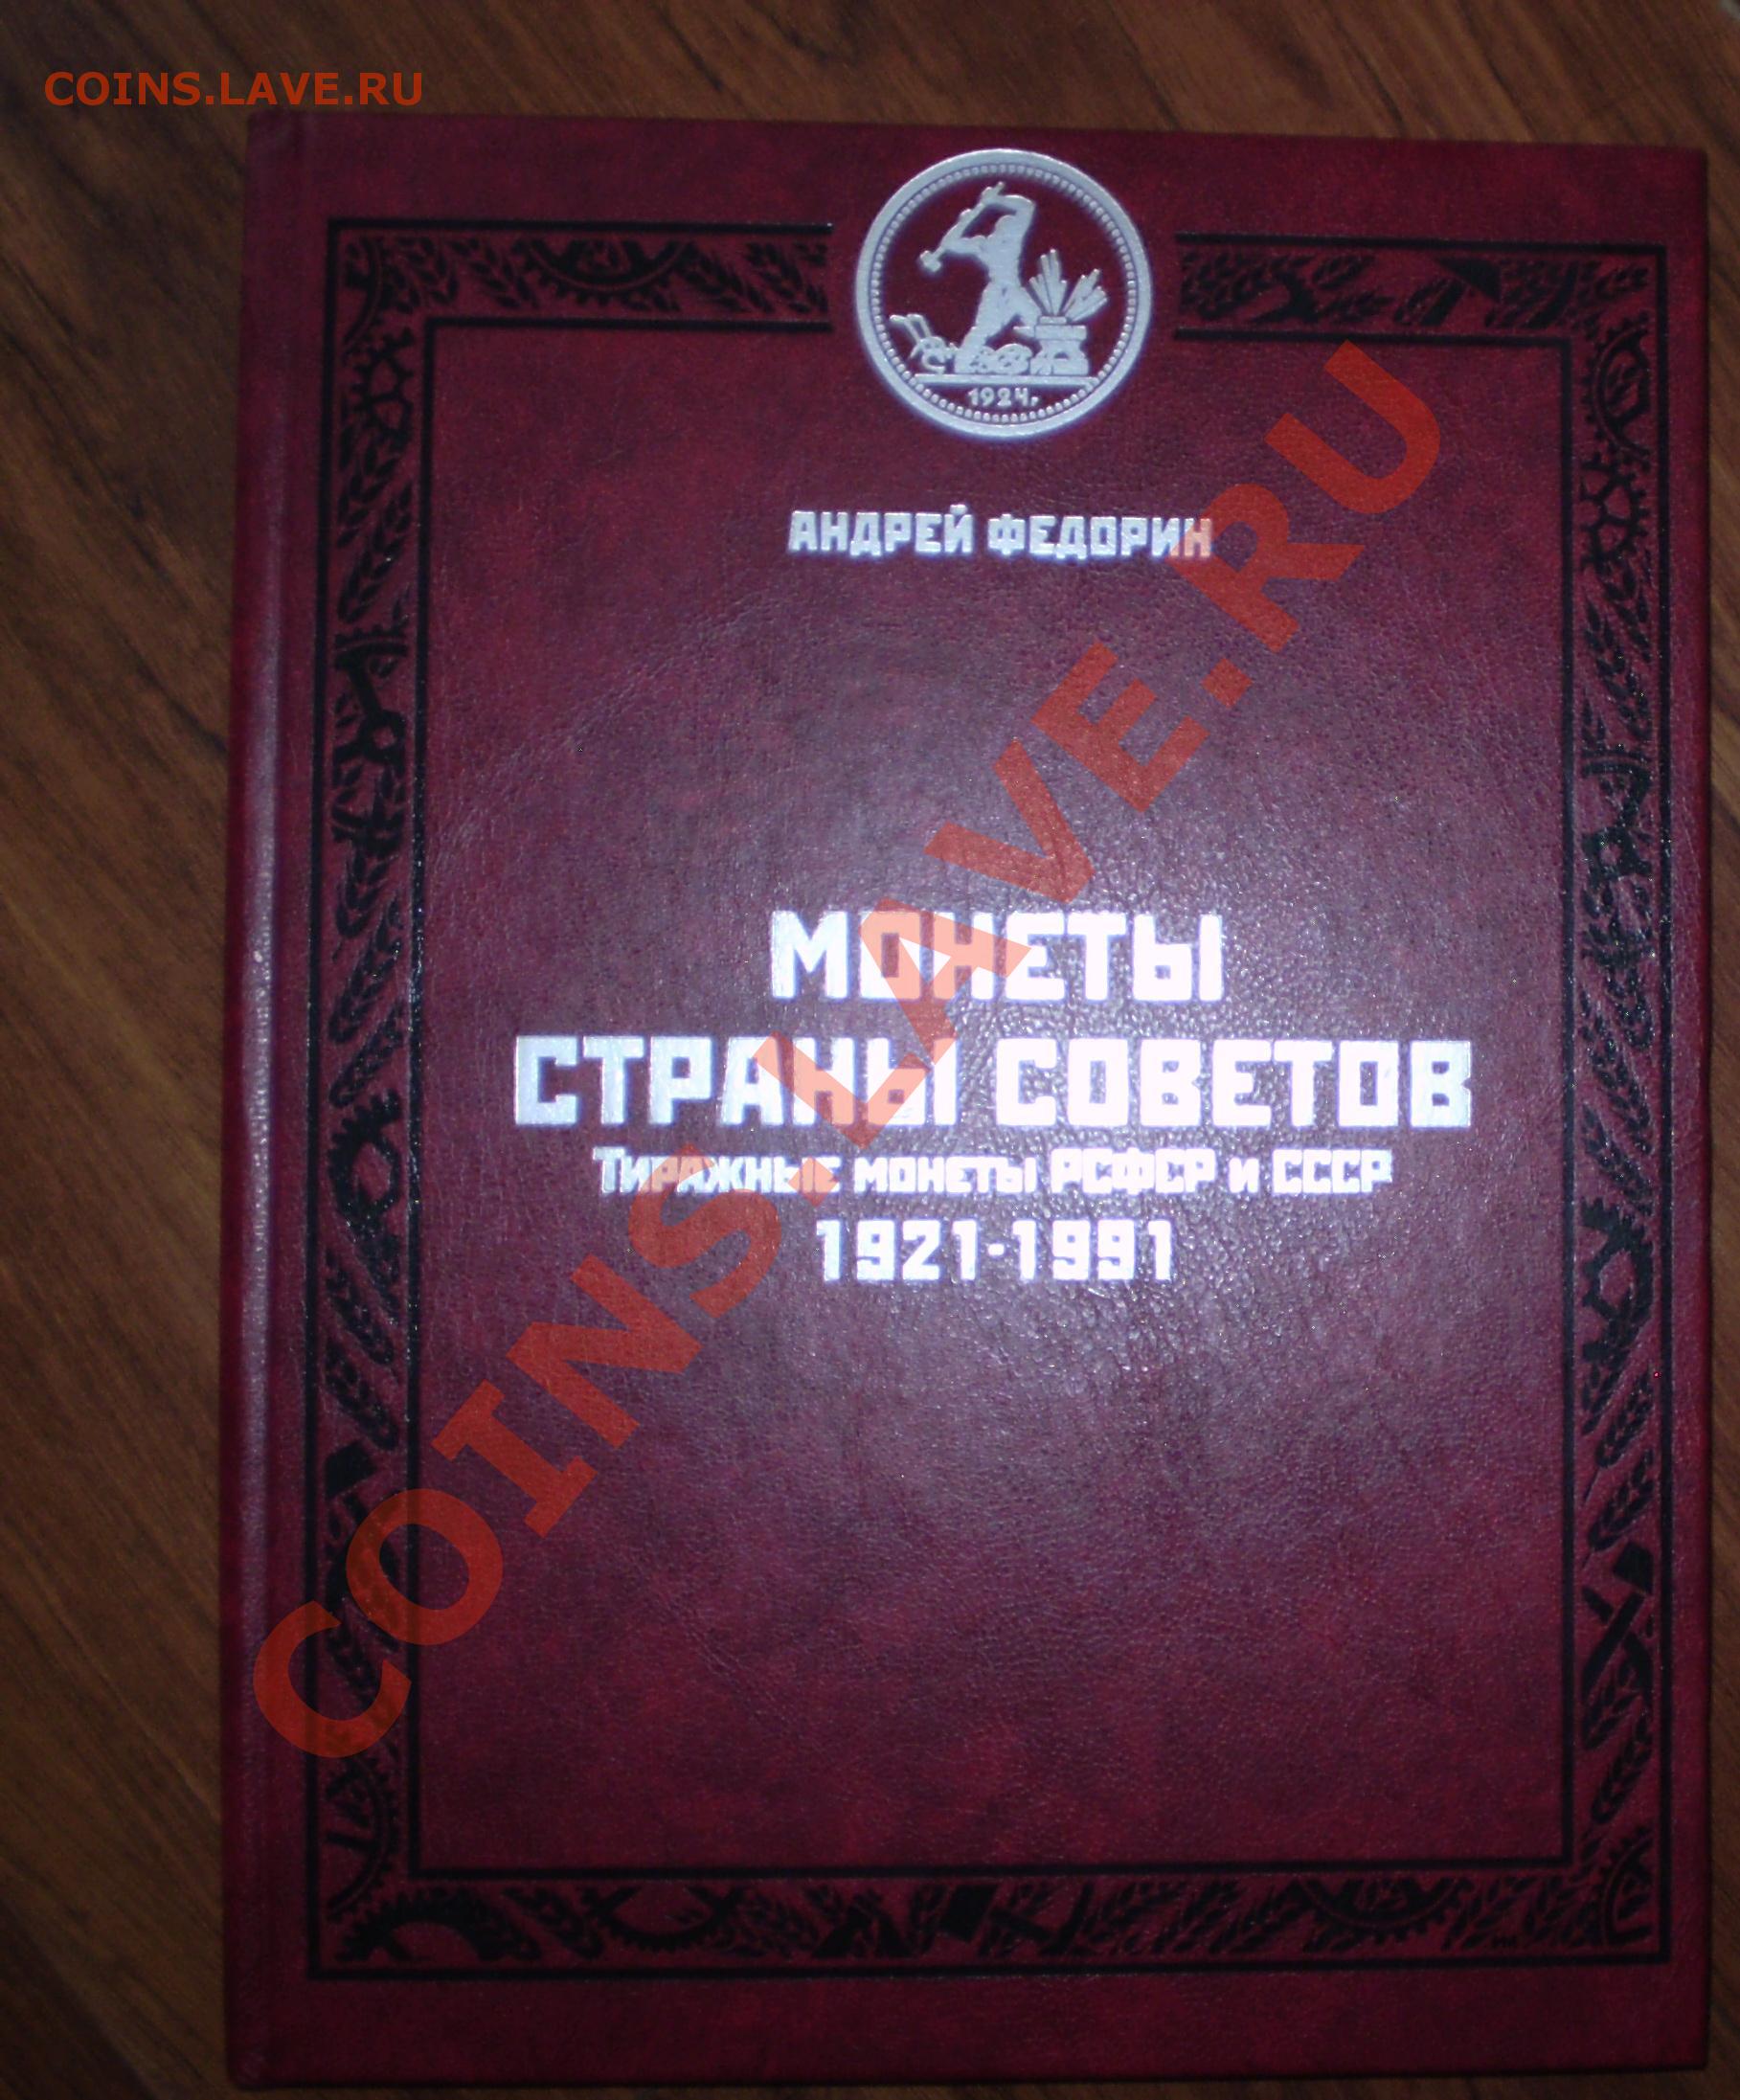 COINS.LAVE.RU
1924.
АНДРЕЙ ФЕДОРИН
МОНЕТЫ
СТРАНЫ СОВЕТОВ
ТИРАЖНЫЕ МОНЕТЫ РСФСР И СССР
1921-1991
COINS.LAVE.RU